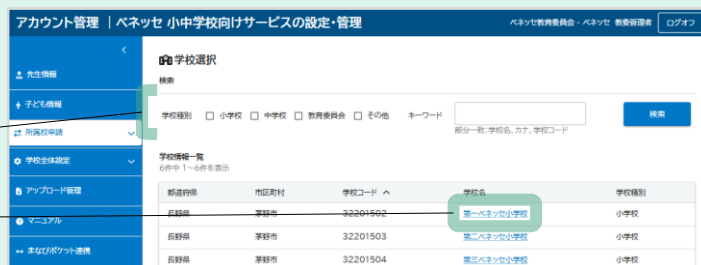 アカウント管理 | ベネッセ 小中学校向けサービスの設定・管理
ベネッセ教育委員会 - ベネッセ 教委管理者 ログオフ
学校選択
検索
先生情報
子ども情報
所属校申請
学校全体設定
アップロード管理
マニュアル
まなびポケット連携
学校種別 小学校 中学校 教育委員会 その他 キーワード 検索
部分一致:学校名、カナ、学校コード
学校情報一覧
6件中 1~6件を表示
都道府県 市区町村 学校コード 学校名 学校種別
長野県 茅野市 32201502 第一ベネッセ小学校 小学校
長野県 茅野市 32201503 第二ベネッセ小学校 小学校
長野県 茅野市 32201504 第三ベネッセ小学校 小学校